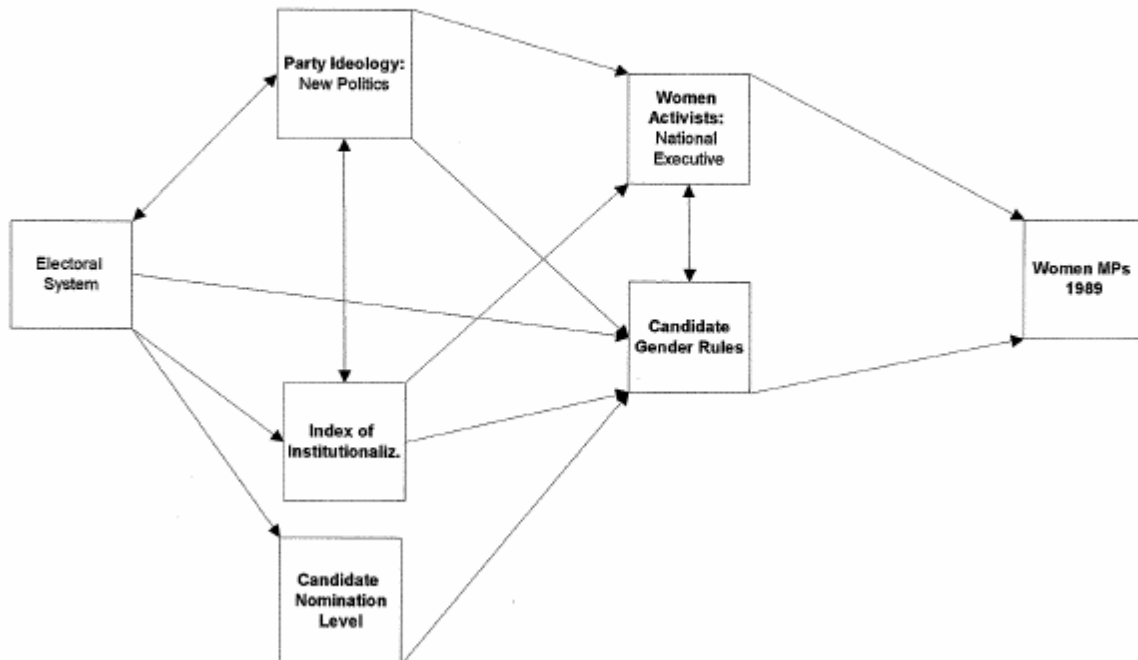 Party Ideology:
New Politics
Women
Activists:
National
Executive
Electoral
System
Women MPs
1989
Candidate
Gender Rules
Index of
Institutionaliz.
Candidate
Nomination
Level